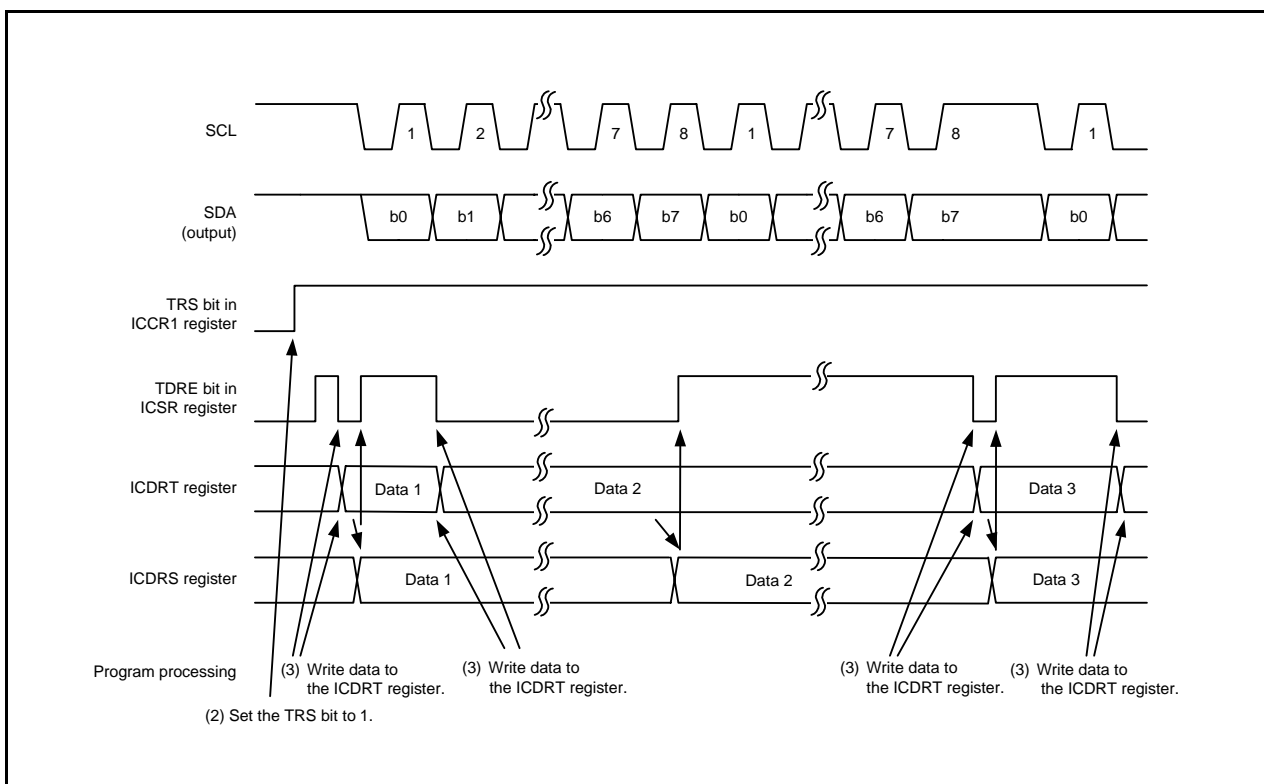 SCL
1 2 7 8 1 7 8 1
SDA
(output)
b0 b1 b6 b7 b0 b6 b7 b0
TRS bit in
ICCR1 register
TDRE bit in
ICSR register
ICDRT register
Data 1 Data 2 Data 3
ICDRS register
Data 1 Data 2 Data 3
Program processing
(3) Write data to
the ICDRT register.
(3) Write data to
the ICDRT register.
(3) Write data to
the ICDRT register.
(3) Write data to
the ICDRT register.
(2) Set the TRS bit to 1.